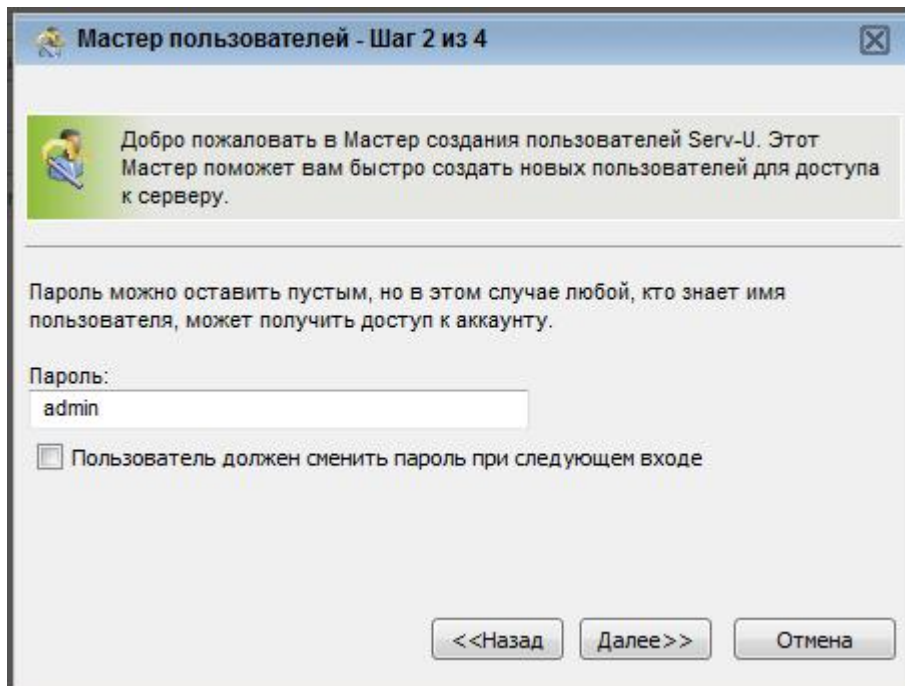 Мастер пользователей - Шаг 2 из 4
Добро пожаловать в Мастер создания пользователей Serv-U. Этот
Мастер поможет вам быстро создать новых пользователей для доступа
к серверу.
Пароль можно оставить пустым, но в этом случае любой, кто знает имя
пользователя, может получить доступ к аккаунту.
Пароль:
admin
Пользователь должен сменить пароль при следующем входе
<<Назад Далее>> Отмена